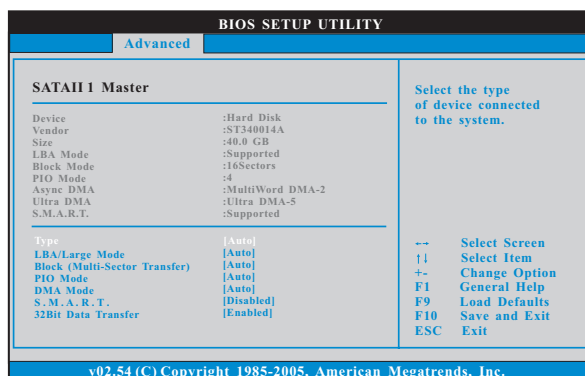 BIOS SETUP UTILITY
Advanced
SATAII 1 Master
Device :Hard Disk
Vendor :ST340014A
Size :40.0 GB
LBA Mode :Supported
Block Mode :16Sectors
PIO Mode :4
Async DMA :MultiWord DMA-2
Ultra DMA :Ultra DMA-5
S.M.A.R.T. :Supported
Type [Auto]
LBA/Large Mode [Auto]
Block (Multi-Sector Transfer) [Auto]
PIO Mode [Auto]
DMA Mode [Auto]
S.M.A.R.T. [Disabled]
32Bit Data Transfer [Enabled]
Select the type
of device connected
to the system.
←→ Select Screen
↑↓ Select Item
+- Change Option
F1 General Help
F9 Load Defaults
F10 Save and Exit
ESC Exit
v02.54 (C) Copyright 1985-2005, American Megatrends, Inc.